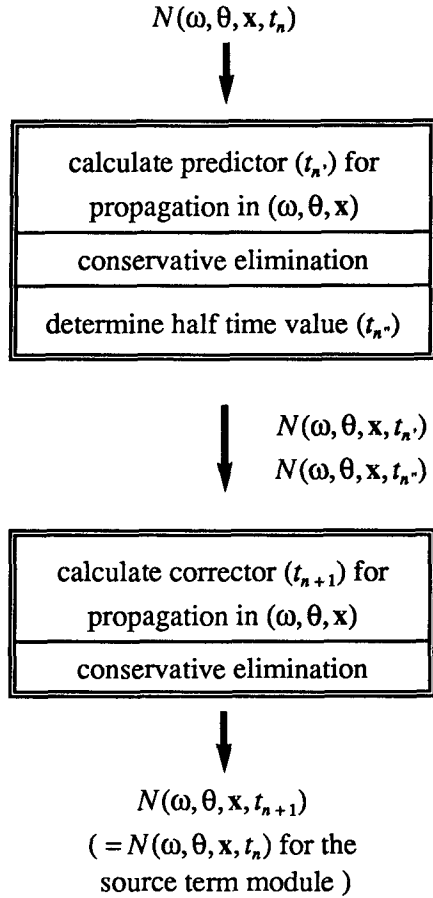 N(ω, θ, x, tₙ)
calculate predictor (tₙ') for
propagation in (ω, θ, x)
conservative elimination
determine half time value (tₙ'')
N(ω, θ, x, tₙ')
N(ω, θ, x, tₙ'')
calculate corrector (tₙ₊₁) for
propagation in (ω, θ, x)
conservative elimination
N(ω, θ, x, tₙ₊₁)
( = N(ω, θ, x, tₙ) for the
source term module )